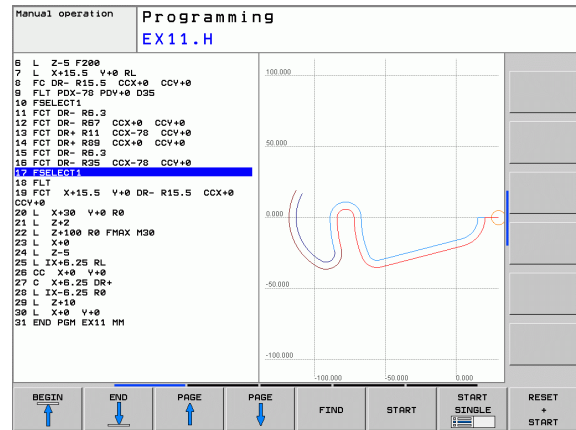 Manual operation
Programming
EX11.H
6 L Z-5 F200
7 L X+15.5 Y+0 RL
8 FC DR- R15.5 CCX+0 CCY+0
9 FLT PDX-78 PDY+0 D35
10 FSELECT1
11 FCT DR- R6.3
12 FCT DR- R67 CCX+0 CCY+0
13 FCT DR+ R11 CCX-78 CCY+0
14 FCT DR+ R89 CCX+0 CCY+0
15 FCT DR- R6.3
16 FCT DR- R35 CCX-78 CCY+0
17 FSELECT1
18 FLT
19 FCT X+15.5 Y+0 DR- R15.5 CCX+0
CCY+0
20 L X+30 Y+0 R0
21 L Z+2
22 L Z+100 R0 FMAX M30
23 L X+0
24 L Z-5
25 L IX+6.25 RL
26 CC X+0 Y+0
27 C X+6.25 DR+
28 L IX-6.25 R0
29 L Z+10
30 L X+0 Y+0
31 END PGM EX11 MM
100.000
50.000
0.000
-50.000
-100.000
-100.000 -50.000 0.000
BEGIN
END
PAGE
PAGE
FIND
START
START
SINGLE
RESET
+
START